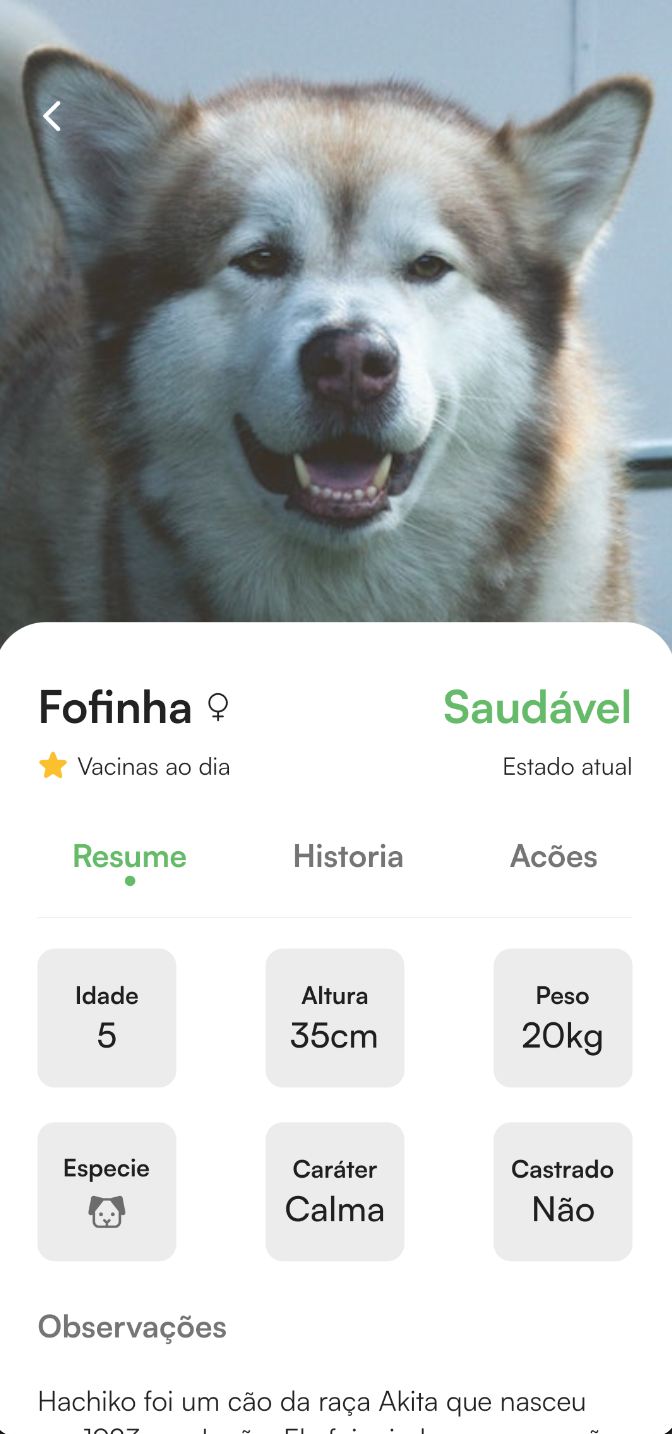 Fofinha ♀ Saudável
Vacinas ao dia Estado atual
Resume Historia Acões
Idade Altura Peso
5 35cm 20kg
Especie Caráter Castrado
Calma Não
Observações
Hachiko foi um cão da raça Akita que nasceu